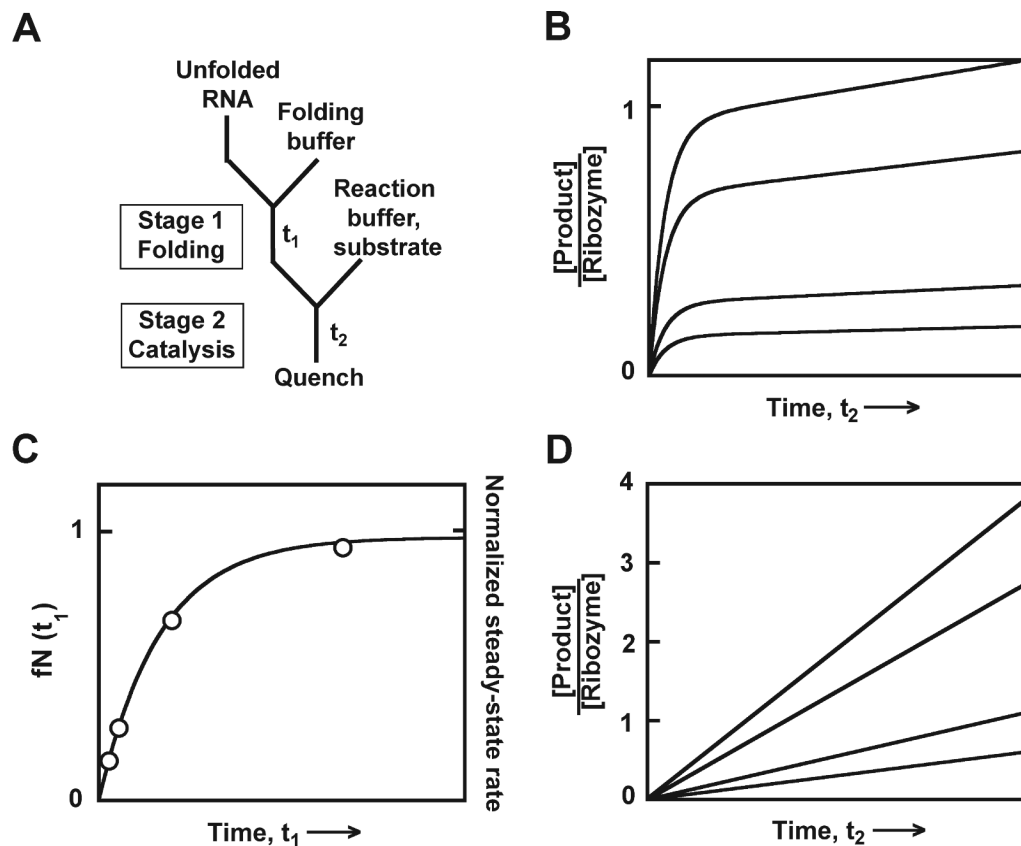 A
Unfolded
RNA
Folding
buffer
Reaction
buffer,
substrate
Stage 1
Folding
t1
Stage 2
Catalysis
t2
Quench
B
1
0
[Product]
[Ribozyme]
Time, t2
C
1
0
fN (t1)
Normalized steady-state rate
Time, t1
D
4
3
2
1
0
[Product]
[Ribozyme]
Time, t2